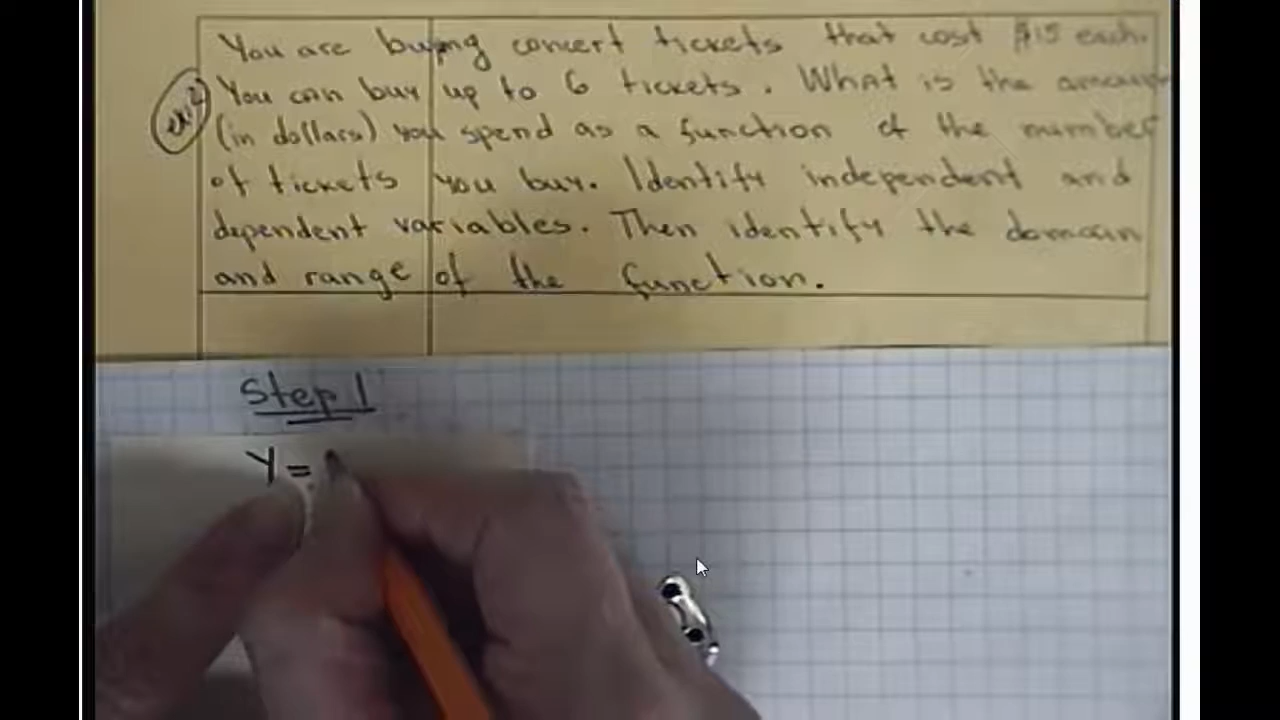 You are buying concert tickets that cost $15 each.
ex. 2
You can buy up to 6 tickets. What is the amount
(in dollars) you spend as a function of the number
of tickets you buy. Identify independent and
dependent variables. Then identify the domain
and range of the function.
Step 1
Y =